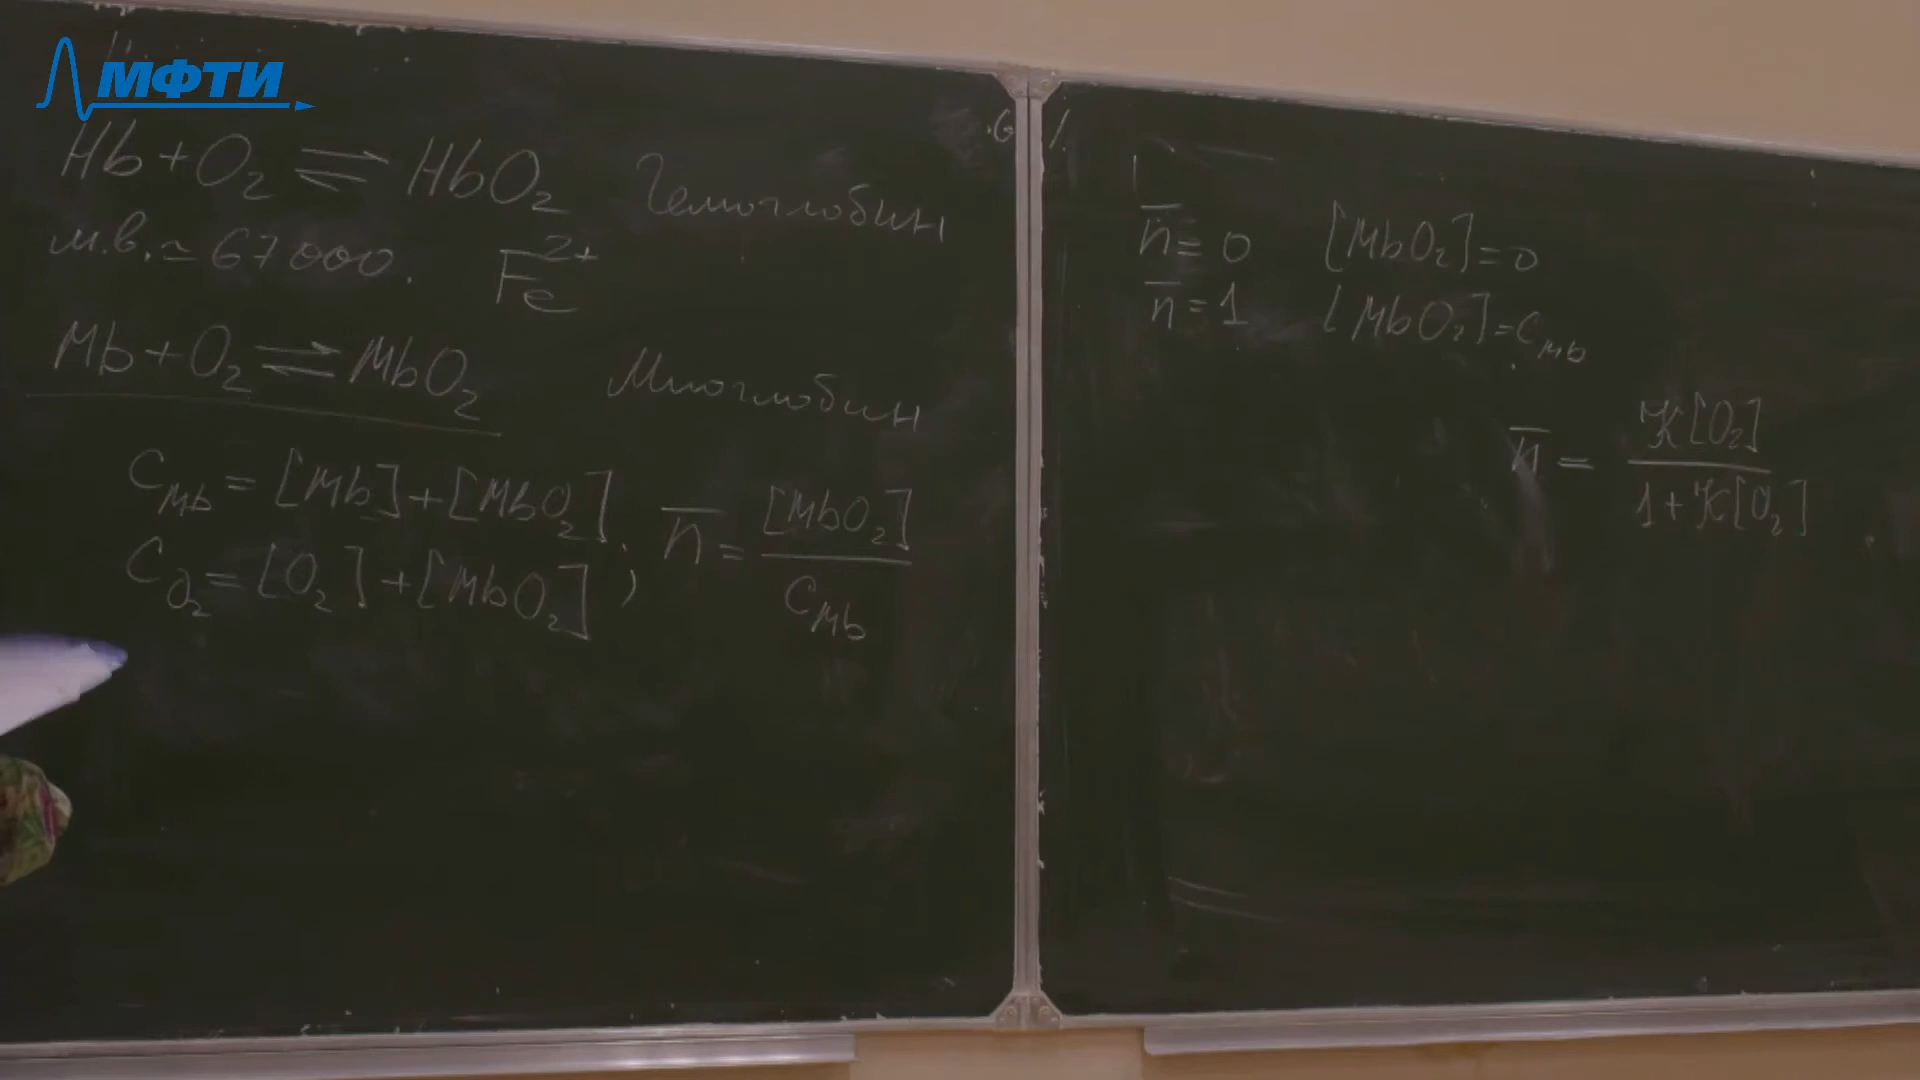 МФТИ
Hb + O₂ ⇌ HbO₂ Гемоглобин
м.в. ≃ 67000. Fe²⁺
Mb + O₂ ⇌ MbO₂ Миоглобин
C_Mb = [Mb] + [MbO₂]
C_O₂ = [O₂] + [MbO₂] ; n̄ = [MbO₂] / C_Mb
n̄ = 0 [MbO₂] = 0
n̄ = 1 [MbO₂] = C_Mb
n̄ = K[O₂] / 1 + K[O₂]